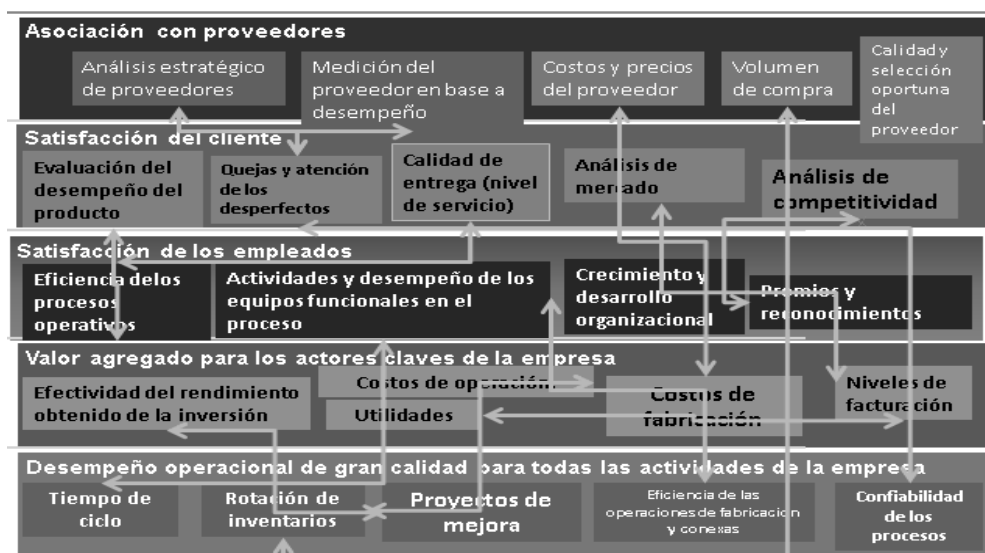 Asociación con proveedores
Análisis estratégico
de proveedores
Medición del
proveedor en base a
desempeño
Costos y precios
del proveedor
Volumen
de compra
Calidad y
selección
oportuna
del
proveedor
Satisfacción del cliente
Evaluación del
desempeño del
producto
Quejas y atención
de los
desperfectos
Calidad de
entrega (nivel
de servicio)
Análisis de
mercado
Análisis de
competitividad
Satisfacción de los empleados
Eficiencia delos
procesos
operativos
Actividades y desempeño de los
equipos funcionales en el
proceso
Crecimiento y
desarrollo
organizacional
Premios y
reconocimientos
Valor agregado para los actores claves de la empresa
Efectividad del rendimiento
obtenido de la inversión
Costos de operación.
Utilidades
Costos de
fabricación
Niveles de
facturación
Desempeño operacional de gran calidad para todas las actividades de la empresa
Tiempo de
ciclo
Rotación de
inventarios
Proyectos de
mejora
Eficiencia de las
operaciones de fabricación
y conexas
Confiabilidad
de los
procesos